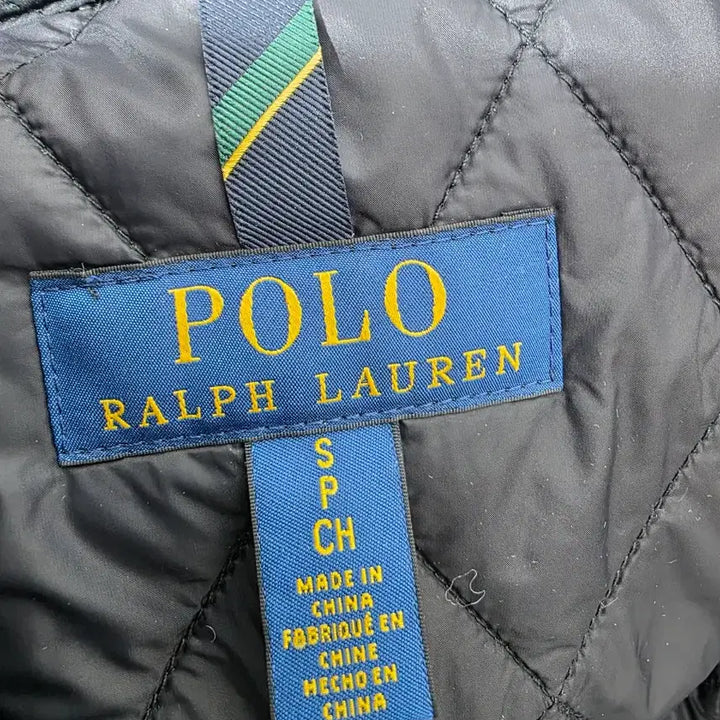 POLO
RALPH LAUREN
S
P
CH
MADE IN
CHINA
FABRIQUÉ EN
CHINE
HECHO EN
CHINA